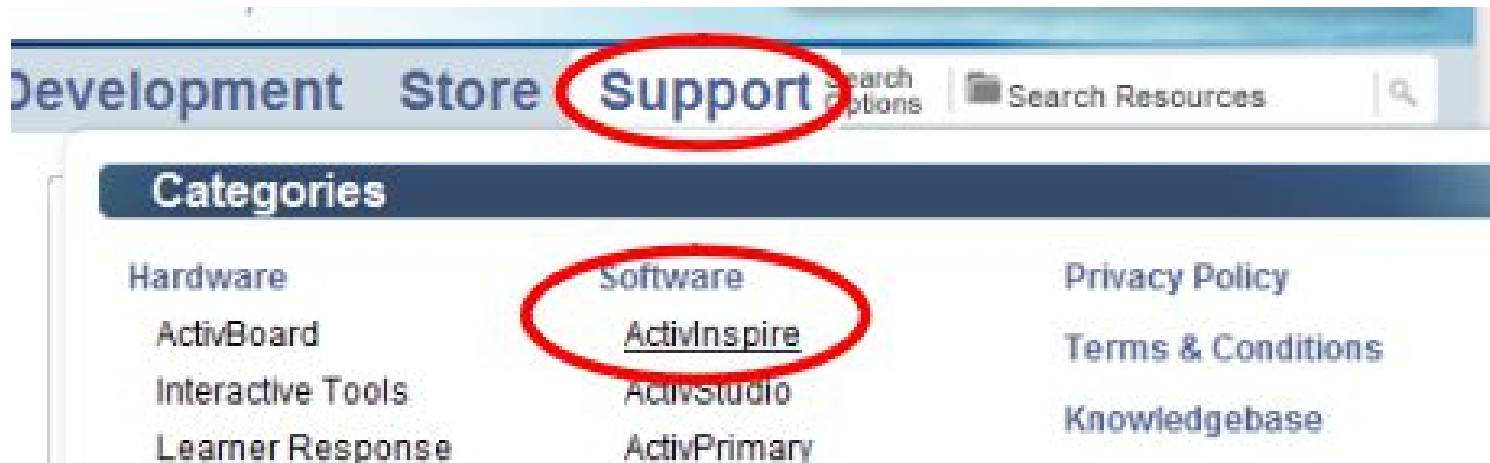 Development Store Support Search Options Search Resources
Categories
Hardware Software Privacy Policy
ActivBoard ActivInspire Terms & Conditions
Interactive Tools ActivStudio Knowledgebase
Learner Response ActivPrimary